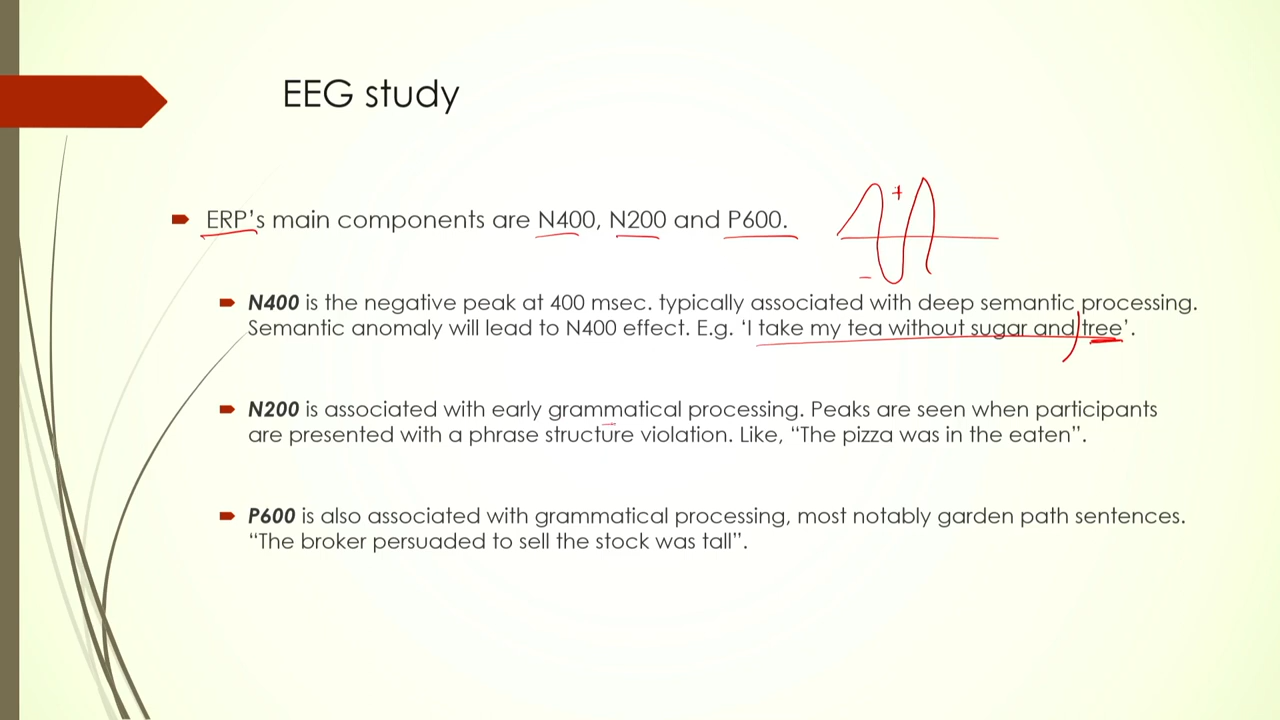 EEG study
ERP's main components are N400, N200 and P600.
+
-
N400 is the negative peak at 400 msec. typically associated with deep semantic processing.
Semantic anomaly will lead to N400 effect. E.g. 'I take my tea without sugar and tree'.
N200 is associated with early grammatical processing. Peaks are seen when participants
are presented with a phrase structure violation. Like, "The pizza was in the eaten".
P600 is also associated with grammatical processing, most notably garden path sentences.
"The broker persuaded to sell the stock was tall".